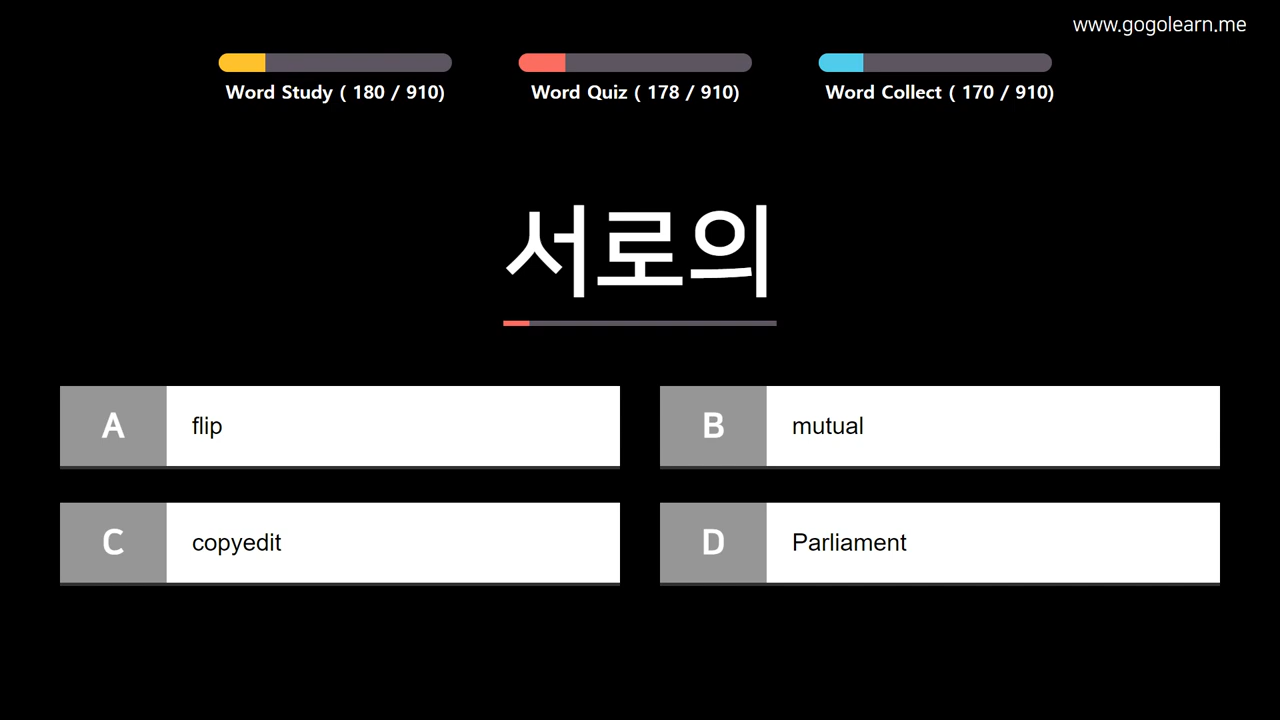 www.gogolearn.me
Word Study ( 180 / 910)
Word Quiz ( 178 / 910)
Word Collect ( 170 / 910)
서로의
A flip
B mutual
C copyedit
D Parliament